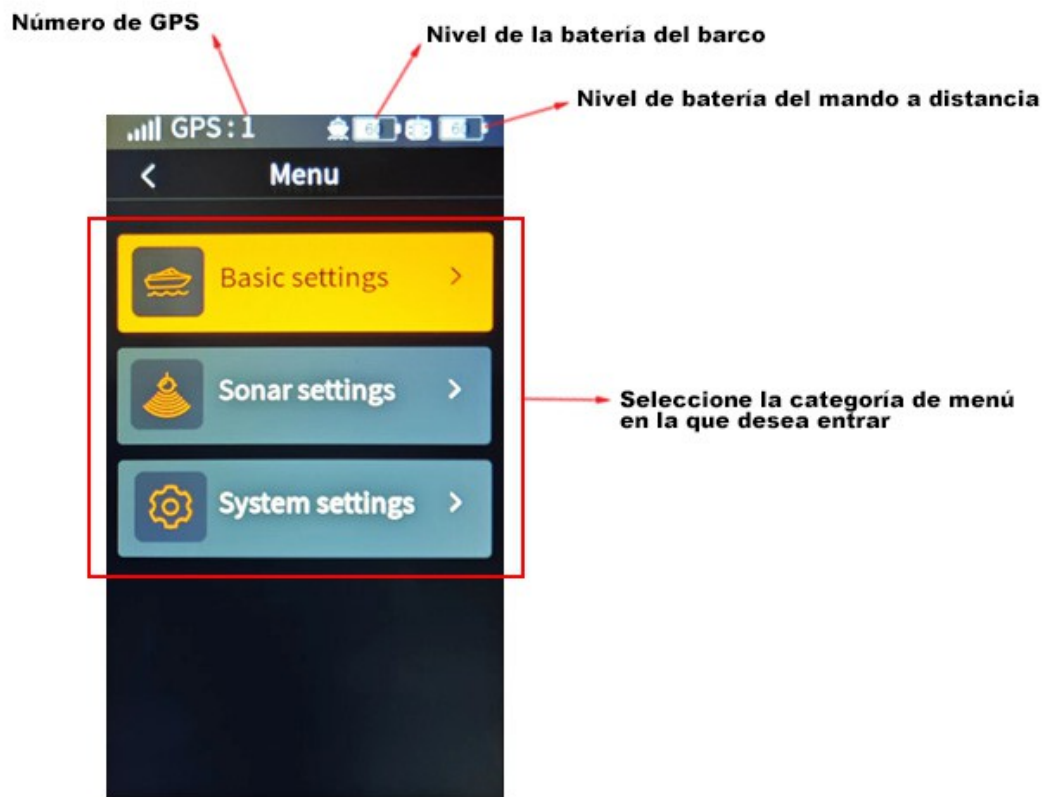 Número de GPS
Nivel de la batería del barco
Nivel de batería del mando a distancia
GPS:1
Menu
Basic settings
Sonar settings
System settings
Seleccione la categoría de menú
en la que desea entrar